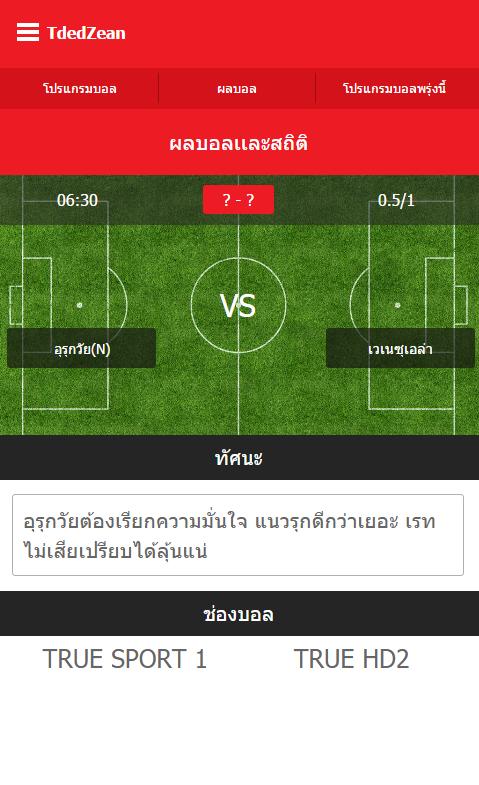 TdedZean
โปรแกรมบอล ผลบอล โปรแกรมบอลพรุ่งนี้
ผลบอลและสถิติ
06:30 ? - ? 0.5/1
VS
อุรุกวัย(N) เวเนซุเอล่า
ทัศนะ
อุรุกวัยต้องเรียกความมั่นใจ แนวรุกดีกว่าเยอะ เรท
ไม่เสียเปรียบได้ลุ้นแน่
ช่องบอล
TRUE SPORT 1 TRUE HD2